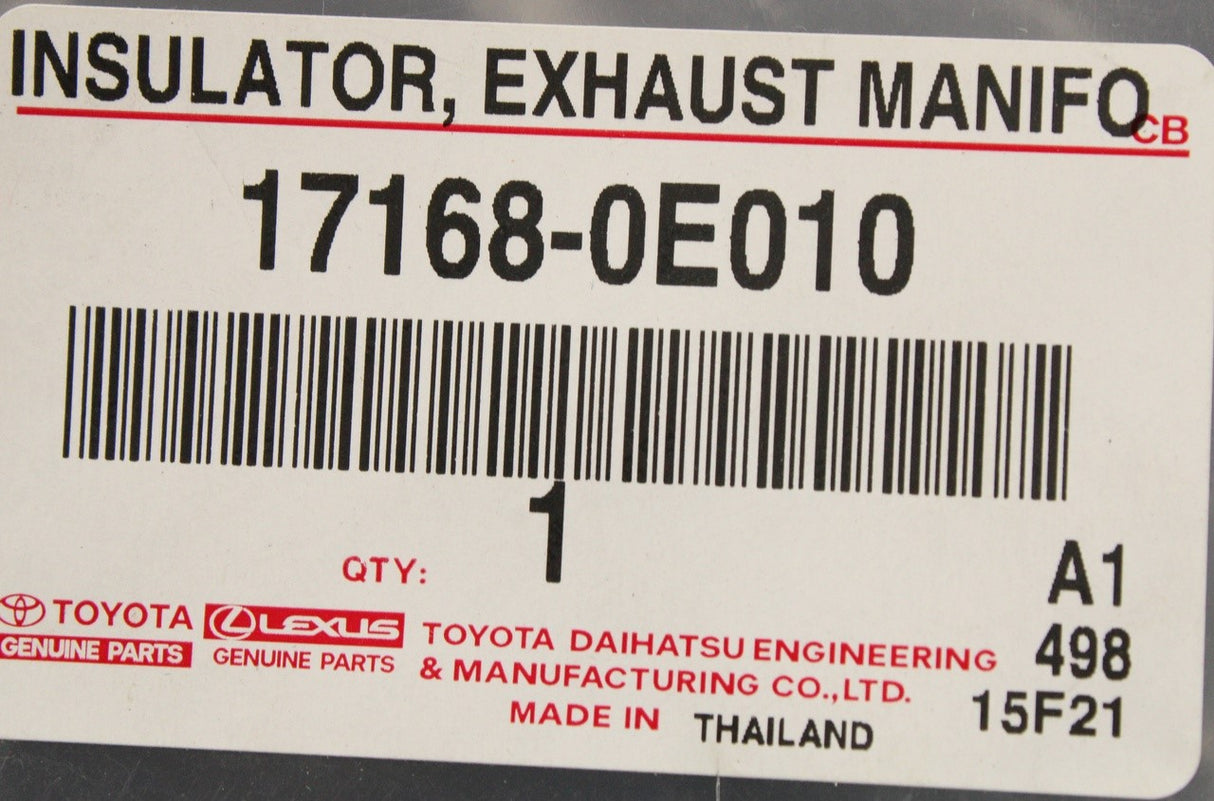 INSULATOR, EXHAUST MANIFO
CB
17168-0E010
1
QTY:
A1
TOYOTA
GENUINE PARTS
LEXUS
GENUINE PARTS
TOYOTA DAIHATSU ENGINEERING
& MANUFACTURING CO.,LTD.
498
MADE IN THAILAND
15F21